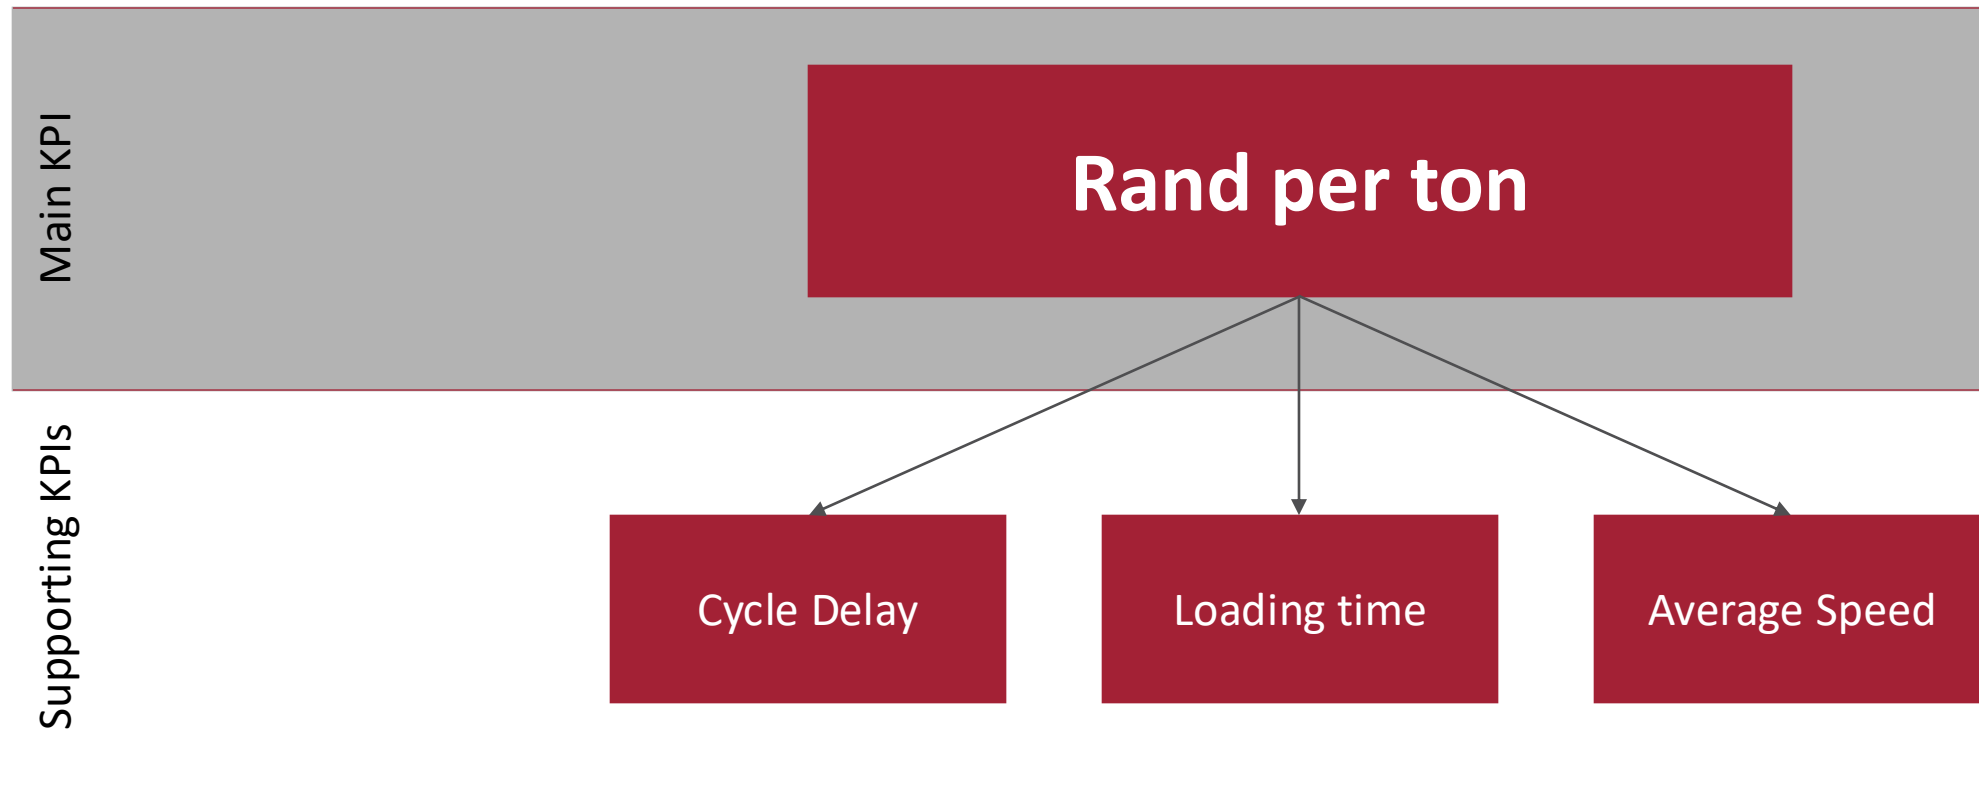 Main KPI
Rand per ton
Supporting KPIs
Cycle Delay
Loading time
Average Speed